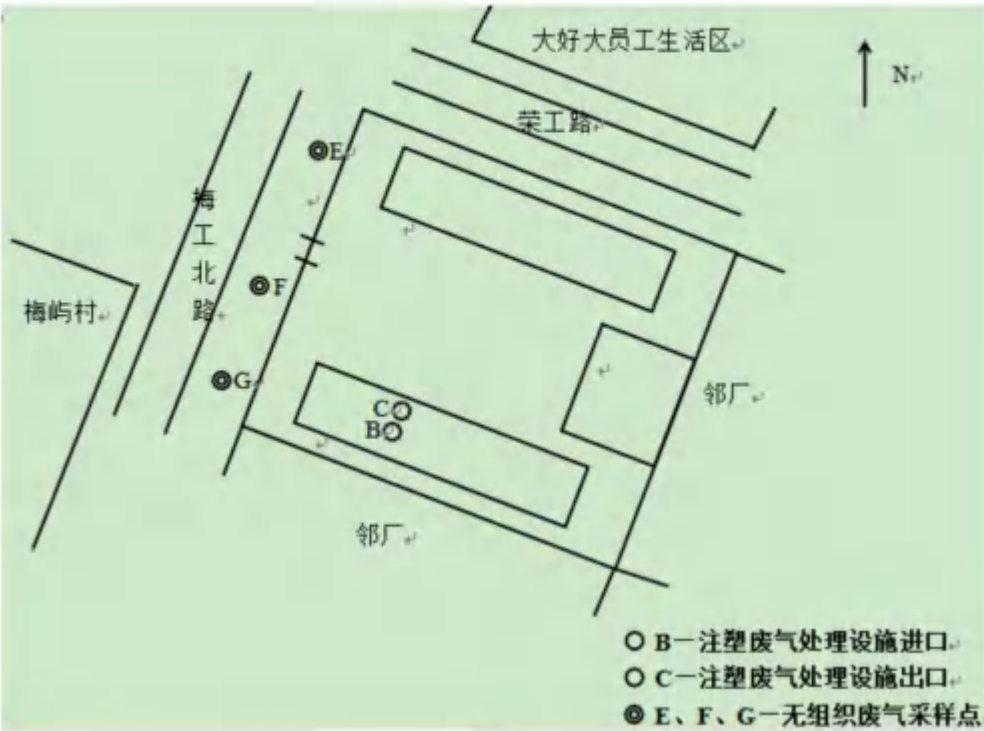 大好大员工生活区
N
荣工路
E
梅工北路
F
梅屿村
G
邻厂
C
B
邻厂
B—注塑废气处理设施进口
C—注塑废气处理设施出口
E、F、G—无组织废气采样点